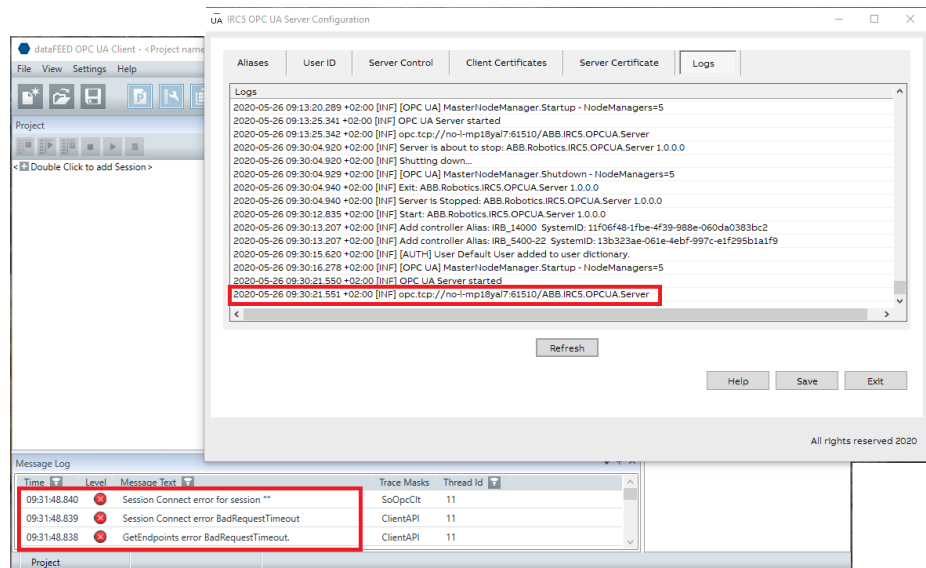 UA IRC5 OPC UA Server Configuration
dataFEED OPC UA Client - <Project name
File View Settings Help
Project
<Double Click to add Session>
Aliases User ID Server Control Client Certificates Server Certificate Logs
Logs
2020-05-26 09:13:20.289 +02:00 [INF] [OPC UA] MasterNodeManager.Startup - NodeManagers=5
2020-05-26 09:13:25.341 +02:00 [INF] OPC UA Server started
2020-05-26 09:13:25.342 +02:00 [INF] opc.tcp://no-l-mp18yal7:61510/ABB.IRC5.OPCUA.Server
2020-05-26 09:30:04.920 +02:00 [INF] Server is about to stop: ABB.Robotics.IRC5.OPCUA.Server 1.0.0.0
2020-05-26 09:30:04.920 +02:00 [INF] Shutting down...
2020-05-26 09:30:04.929 +02:00 [INF] [OPC UA] MasterNodeManager.Shutdown - NodeManagers=5
2020-05-26 09:30:04.940 +02:00 [INF] Exit: ABB.Robotics.IRC5.OPCUA.Server 1.0.0.0
2020-05-26 09:30:04.940 +02:00 [INF] Server is Stopped: ABB.Robotics.IRC5.OPCUA.Server 1.0.0.0
2020-05-26 09:30:12.835 +02:00 [INF] Start: ABB.Robotics.IRC5.OPCUA.Server 1.0.0.0
2020-05-26 09:30:13.207 +02:00 [INF] Add controller Alias: IRB_14000 SystemID: 11f06f48-1fbe-4f39-988e-060da0383bc2
2020-05-26 09:30:13.207 +02:00 [INF] Add controller Alias: IRB_5400-22 SystemID: 13b323ae-061e-4ebf-997c-e1f295b1a1f9
2020-05-26 09:30:15.620 +02:00 [INF] [AUTH] User Default User added to user dictionary.
2020-05-26 09:30:16.278 +02:00 [INF] [OPC UA] MasterNodeManager.Startup - NodeManagers=5
2020-05-26 09:30:21.550 +02:00 [INF] OPC UA Server started
2020-05-26 09:30:21.551 +02:00 [INF] opc.tcp://no-l-mp18yal7:61510/ABB.IRC5.OPCUA.Server
Refresh
Help Save Exit
All rights reserved 2020
Message Log
Time Level Message Text Trace Masks Thread Id
09:31:48.840 Session Connect error for session "" SoOpcClt 11
09:31:48.839 Session Connect error BadRequestTimeout ClientAPI 11
09:31:48.838 GetEndpoints error BadRequestTimeout. ClientAPI 11
Project